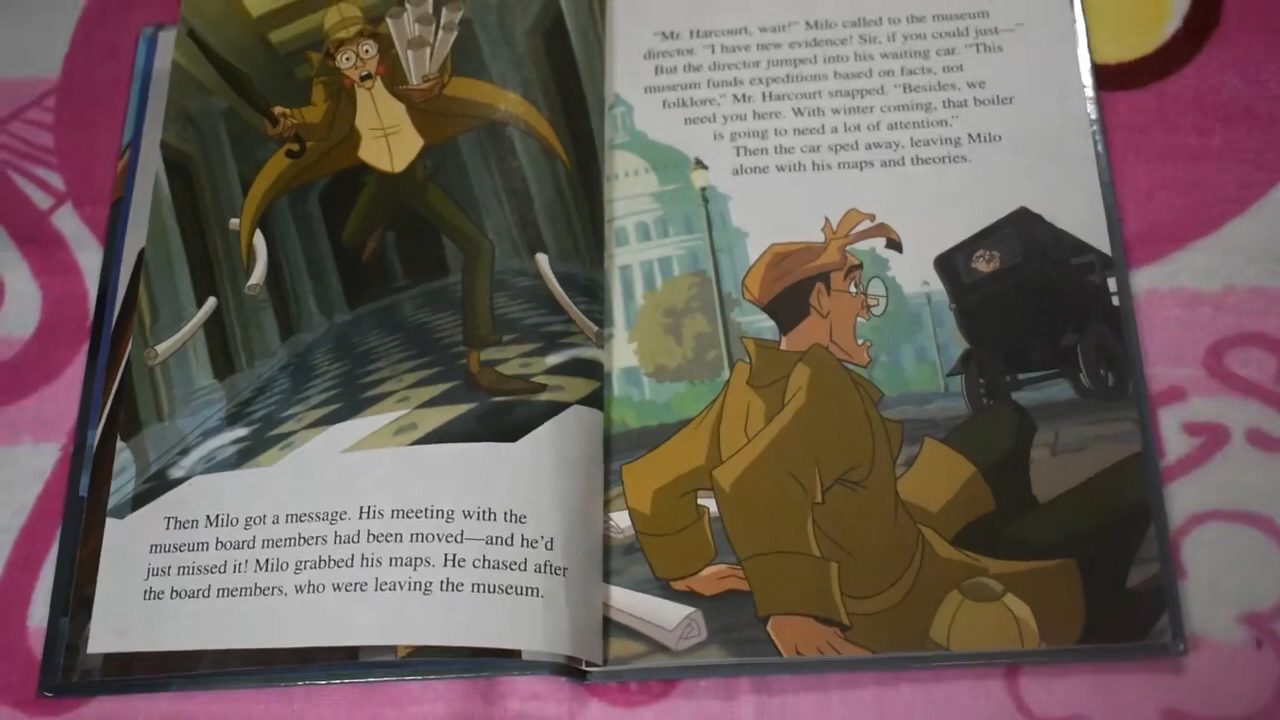 Then Milo got a message. His meeting with the
museum board members had been moved—and he'd
just missed it! Milo grabbed his maps. He chased after
the board members, who were leaving the museum.
"Mr. Harcourt, wait!" Milo called to the museum
director. "I have new evidence! Sir, if you could just—"
But the director jumped into his waiting car. "This
museum funds expeditions based on facts, not
folklore," Mr. Harcourt snapped. "Besides, we
need you here. With winter coming, that boiler
is going to need a lot of attention."
Then the car sped away, leaving Milo
alone with his maps and theories.